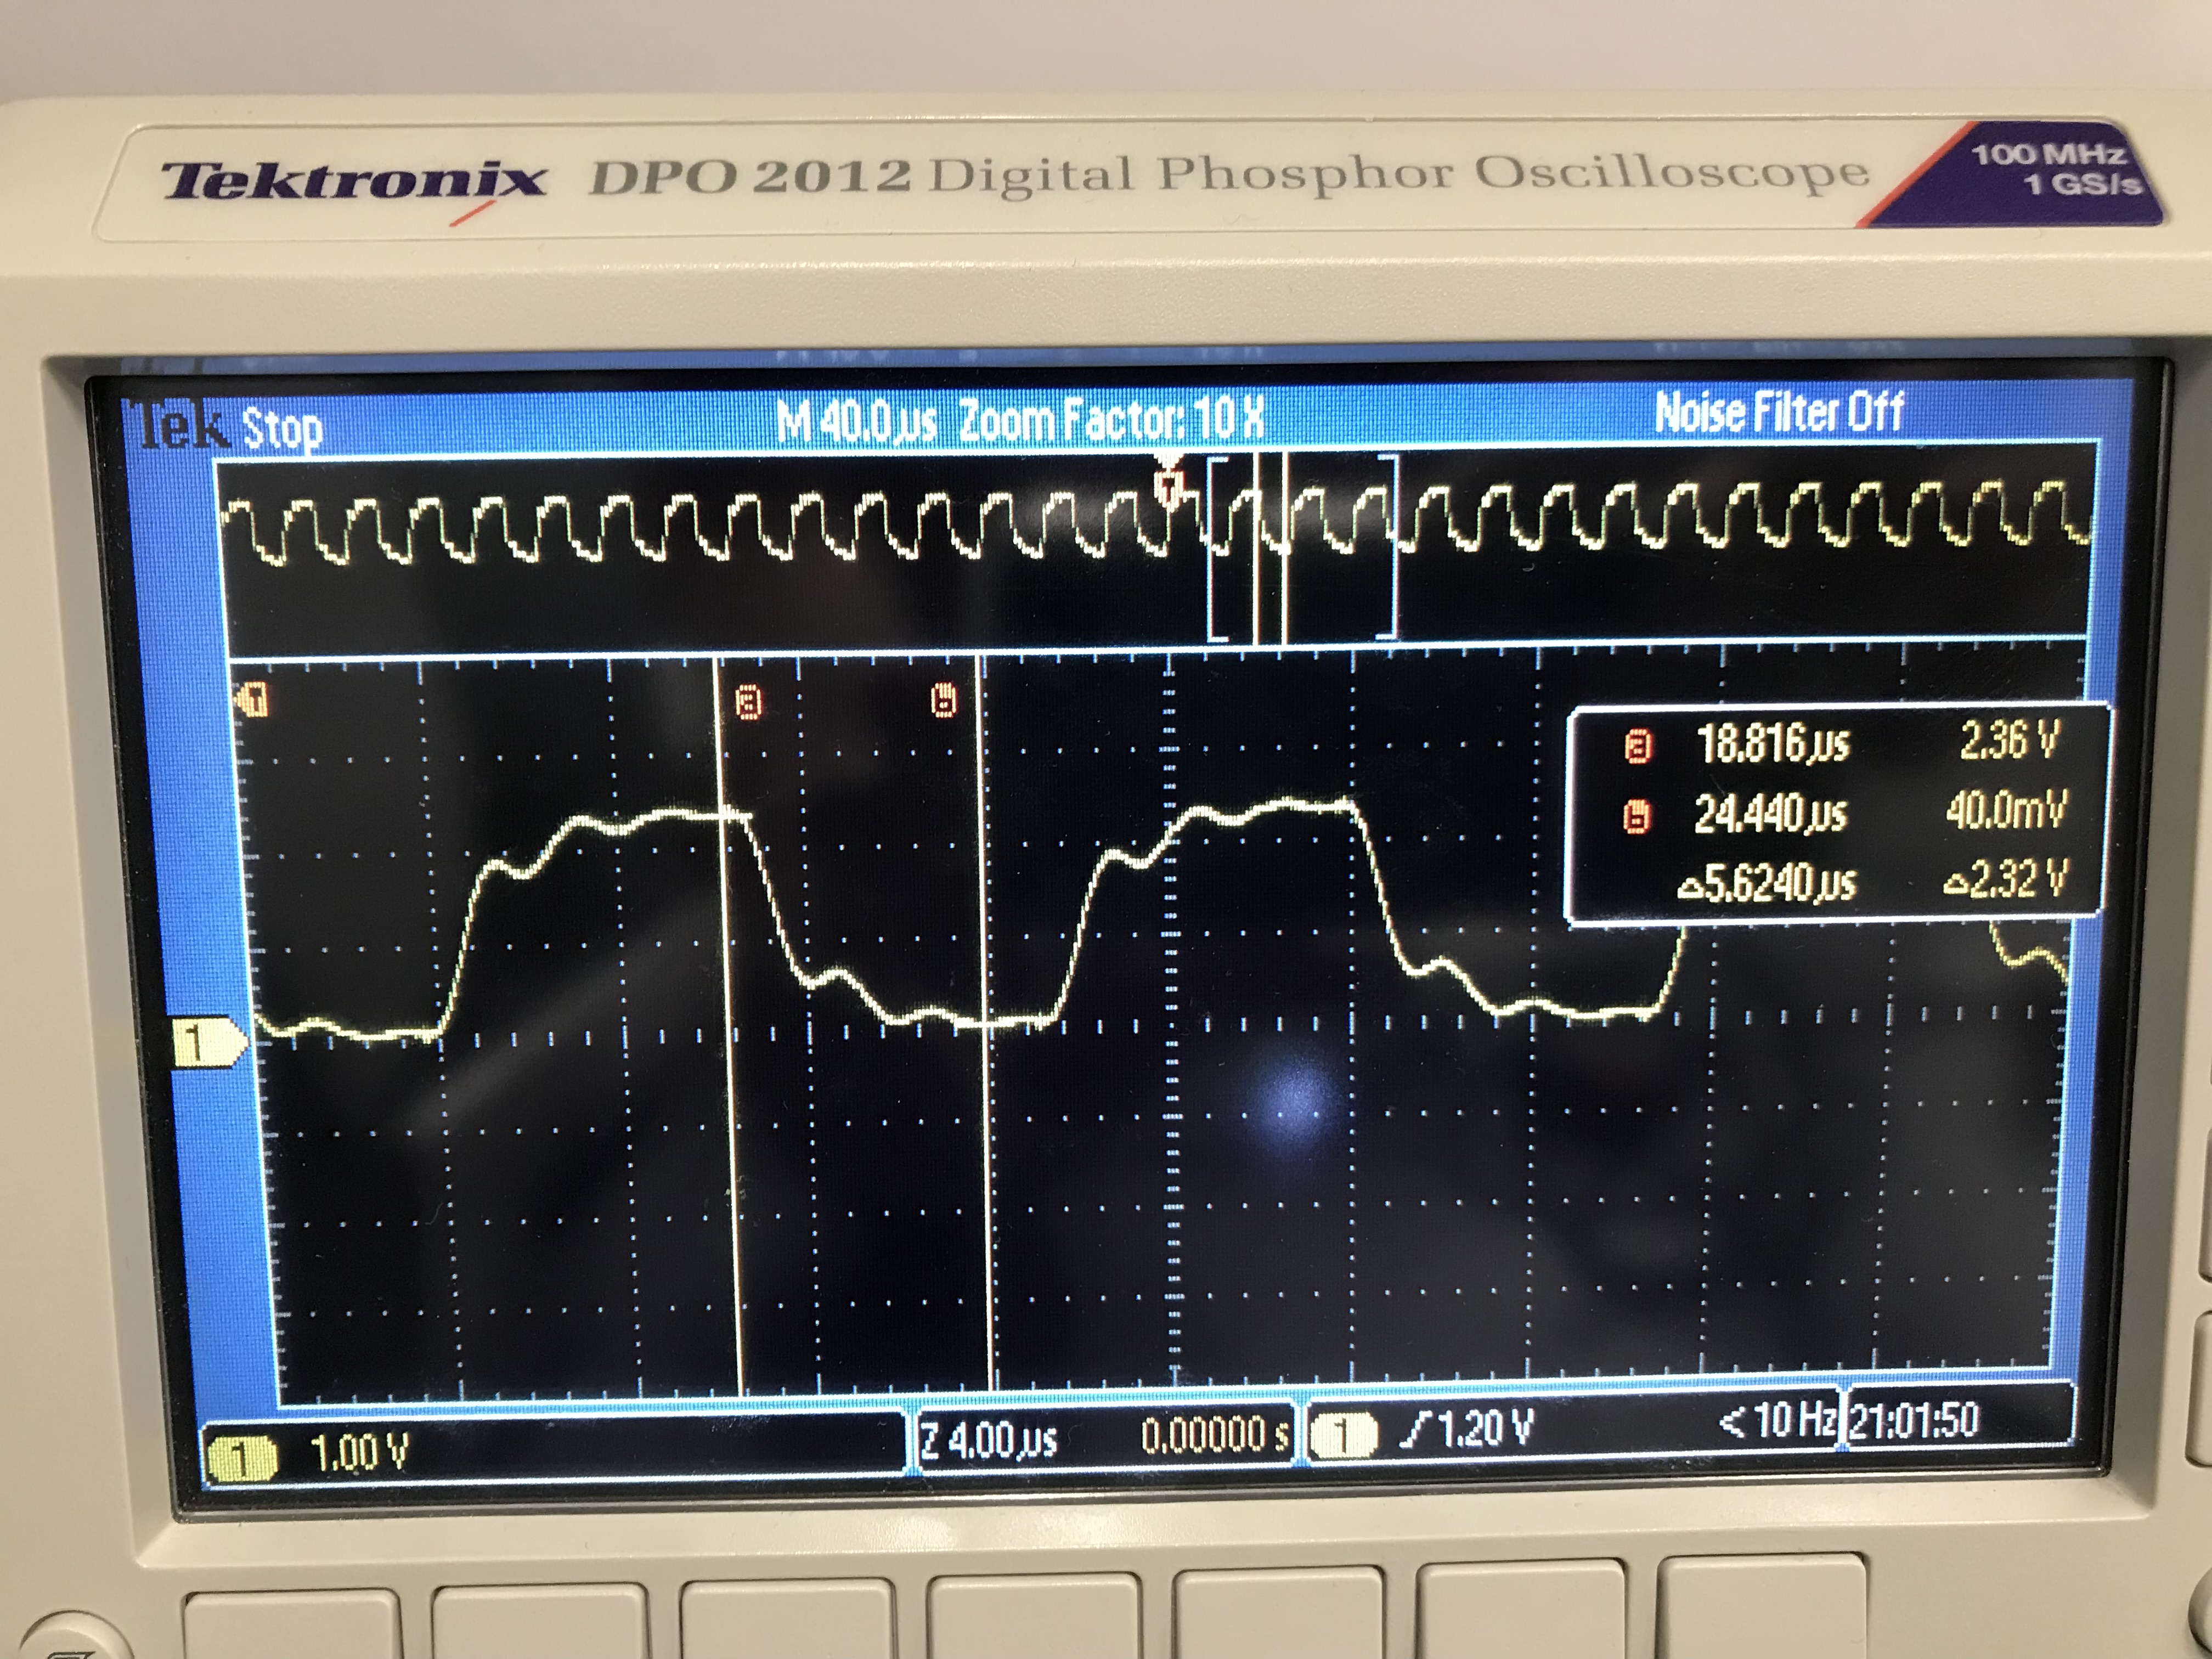 Tektronix DPO 2012 Digital Phosphor Oscilloscope
100 MHz
1 GS/s
Tek Stop M 40.0µs Zoom Factor: 10 X Noise Filter Off
T
T a b
a 18.816µs 2.36 V
b 24.440µs 40.0mV
△5.6240µs △2.32 V
1
1 1.00 V Z 4.00µs 0.00000 s 1 1.20 V < 10 Hz 21:01:50